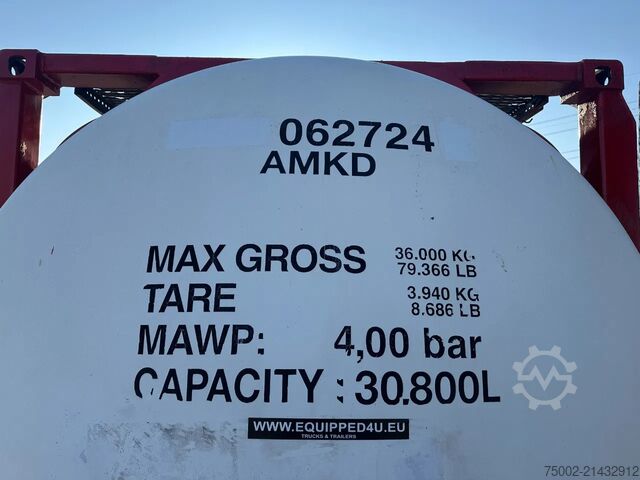 062724
AMKD
MAX GROSS 36.000 KG
79.366 LB
TARE 3.940 KG
8.686 LB
MAWP: 4,00 bar
CAPACITY : 30.800L
WWW.EQUIPPED4U.EU
TRUCKS & TRAILERS
75002-21432912